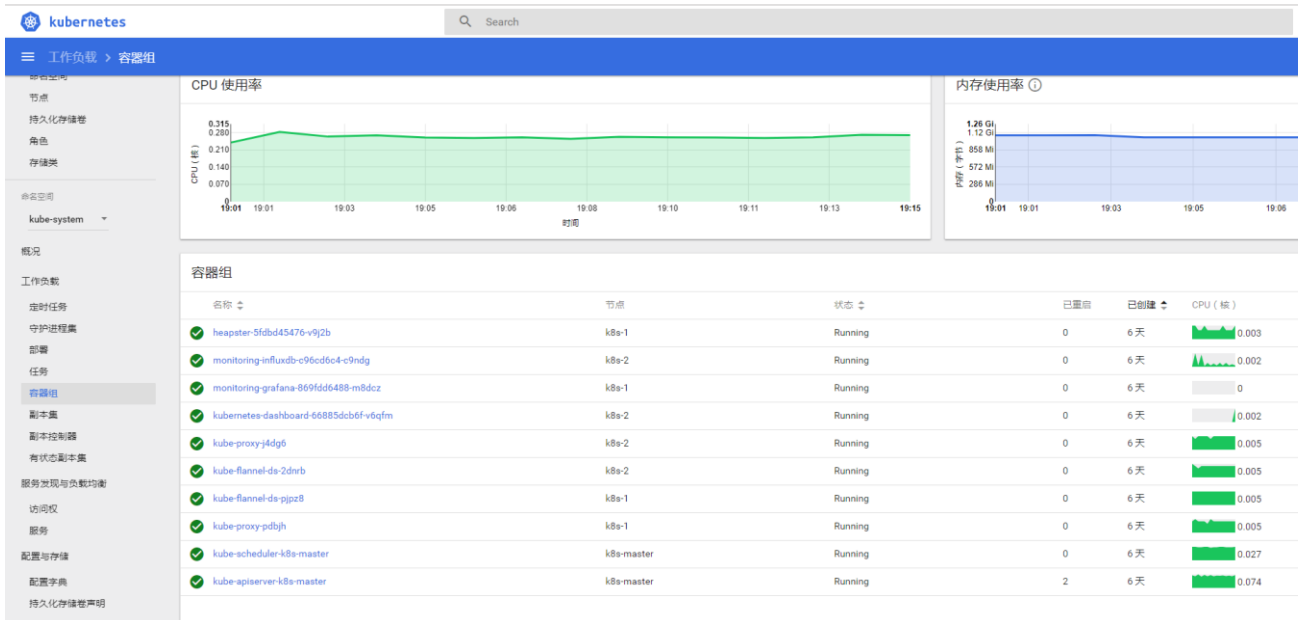 kubernetes
Search
工作负载 > 容器组
命名空间
节点
持久化存储卷
角色
存储类
命名空间
kube-system
概况
工作负载
定时任务
守护进程集
部署
任务
容器组
副本集
副本控制器
有状态副本集
服务发现与负载均衡
访问权
服务
配置与存储
配置字典
持久化存储卷声明
CPU 使用率
CPU（核）
0.315
0.280
0.210
0.140
0.070
0
19:01 19:01 19:03 19:05 19:06 19:08 19:10 19:11 19:13 19:15
时间
内存使用率
内存（字节）
1.26 Gi
1.12 Gi
858 Mi
572 Mi
286 Mi
0
19:01 19:01 19:03 19:05 19:06
容器组
名称 节点 状态 已重启 已创建 CPU（核）
heapster-5fdbd45476-v9j2b k8s-1 Running 0 6 天 0.003
monitoring-influxdb-c96cd6c4-c9ndg k8s-2 Running 0 6 天 0.002
monitoring-grafana-869fdd6488-m8dcz k8s-1 Running 0 6 天 0
kubernetes-dashboard-66885dcb6f-v6qfm k8s-2 Running 0 6 天 0.002
kube-proxy-j4dg6 k8s-2 Running 0 6 天 0.005
kube-flannel-ds-2dnrb k8s-2 Running 0 6 天 0.005
kube-flannel-ds-pjpz8 k8s-1 Running 0 6 天 0.005
kube-proxy-pdbjh k8s-1 Running 0 6 天 0.005
kube-scheduler-k8s-master k8s-master Running 0 6 天 0.027
kube-apiserver-k8s-master k8s-master Running 2 6 天 0.074